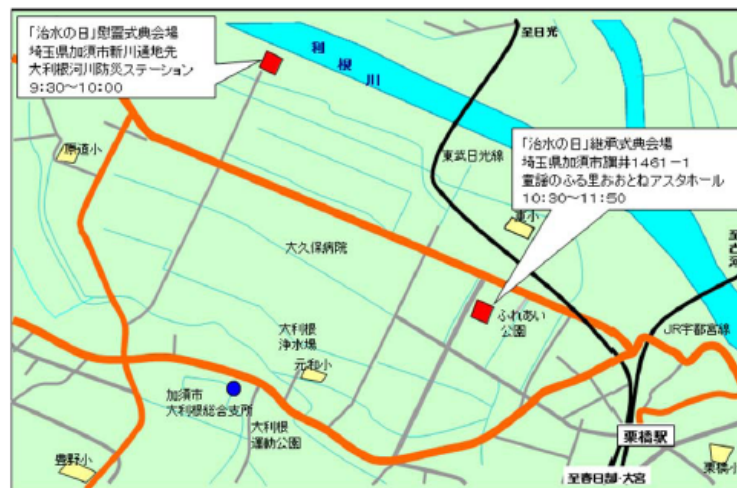 「治水の日」慰霊式典会場
埼玉県加須市新川通地先
大利根河川防災ステーション
9:30～10:00
利根川
至日光
東武日光線
「治水の日」継承式典会場
埼玉県加須市旗井1461-1
童謡のふる里おおとねアスタホール
10:30～11:50
原道小
東小
大久保病院
至古河
ふれあい
公園
JR宇都宮線
大利根
浄水場
元和小
加須市
大利根総合支所
大利根
運動公園
豊野小
栗橋駅
栗橋小
至春日部・大宮